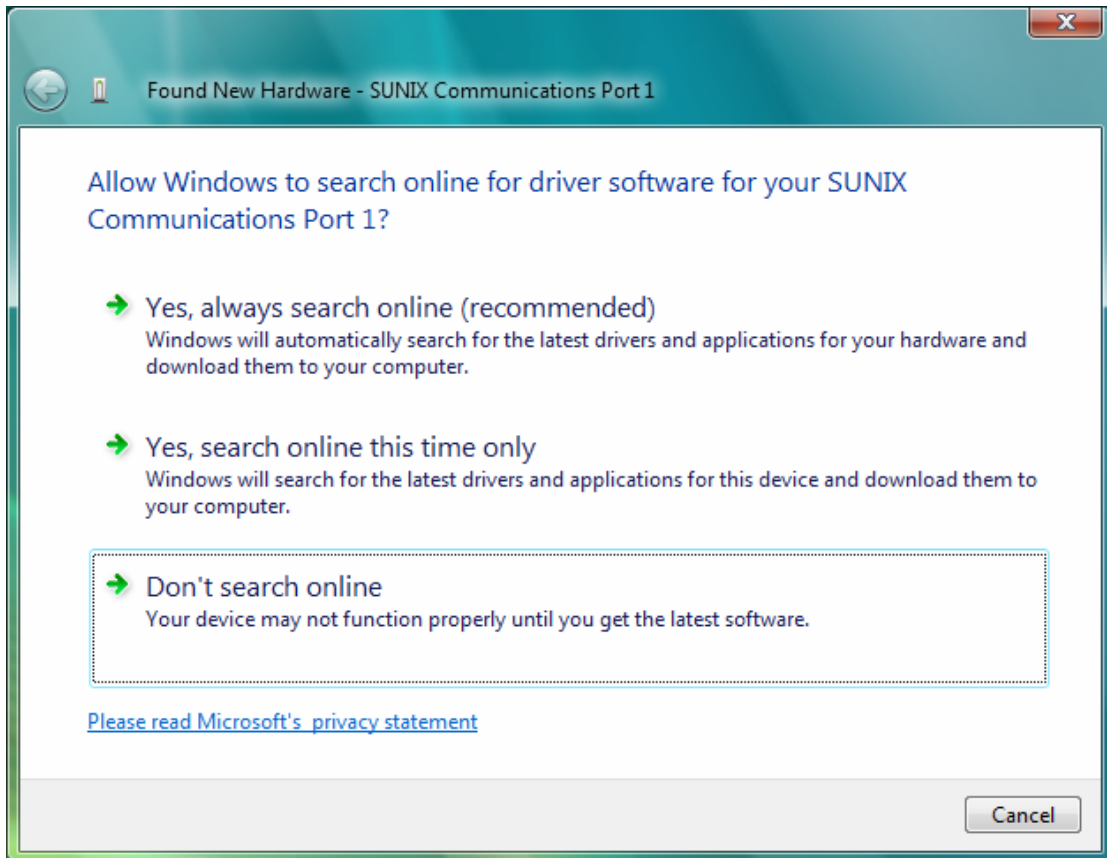 Found New Hardware - SUNIX Communications Port 1
Allow Windows to search online for driver software for your SUNIX
Communications Port 1?
Yes, always search online (recommended)
Windows will automatically search for the latest drivers and applications for your hardware and
download them to your computer.
Yes, search online this time only
Windows will search for the latest drivers and applications for this device and download them to
your computer.
Don't search online
Your device may not function properly until you get the latest software.
Please read Microsoft's  privacy statement
Cancel